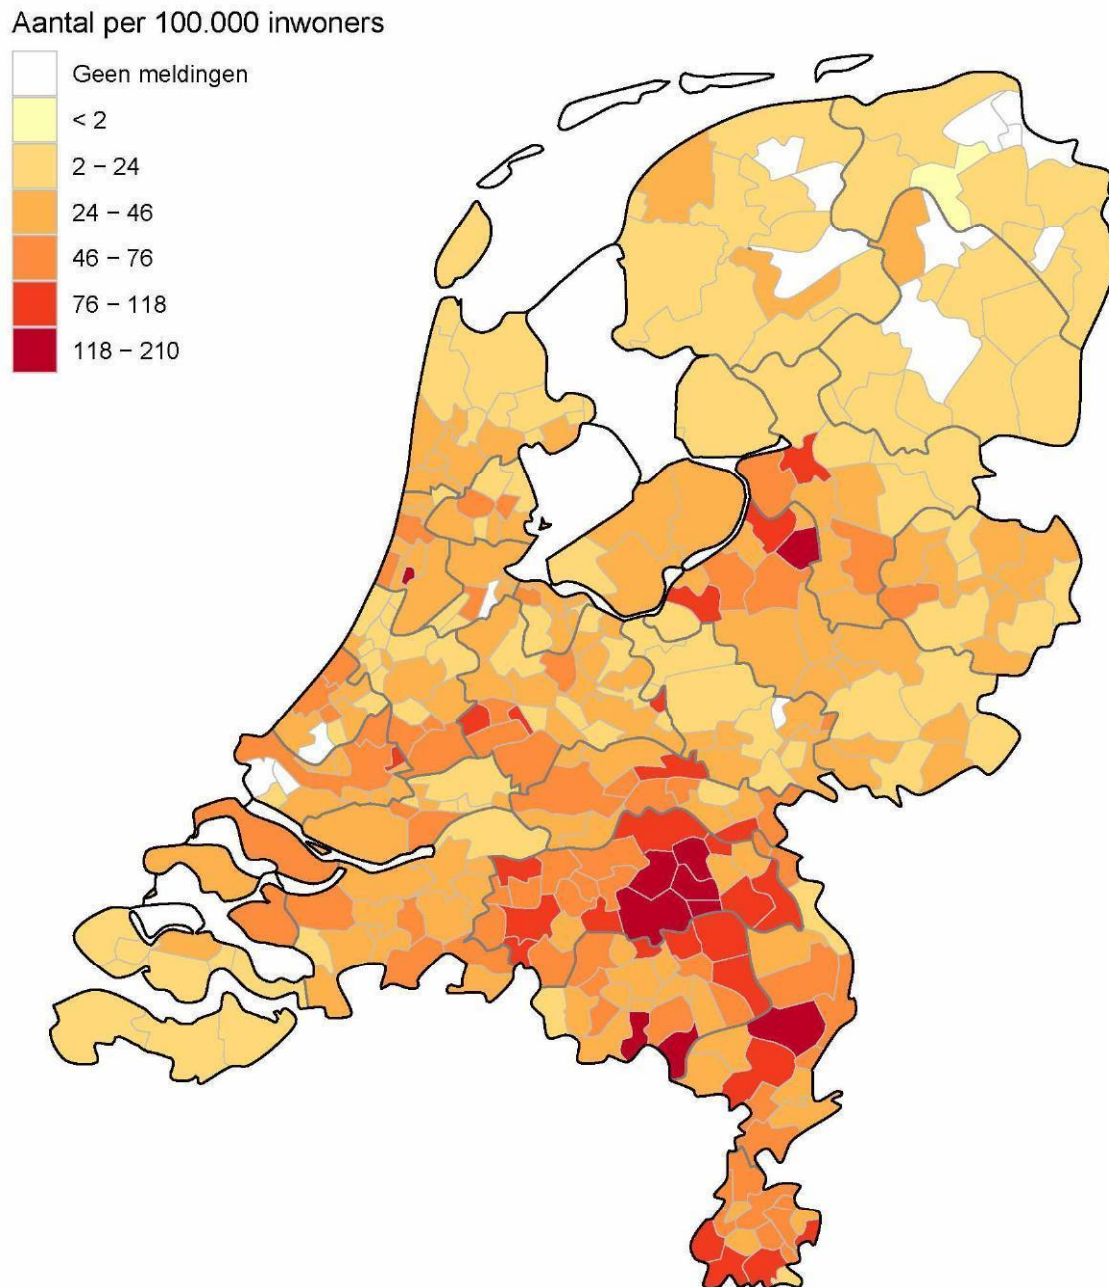 Aantal per 100.000 inwoners
Geen meldingen
< 2
2 − 24
24 − 46
46 − 76
76 − 118
118 − 210